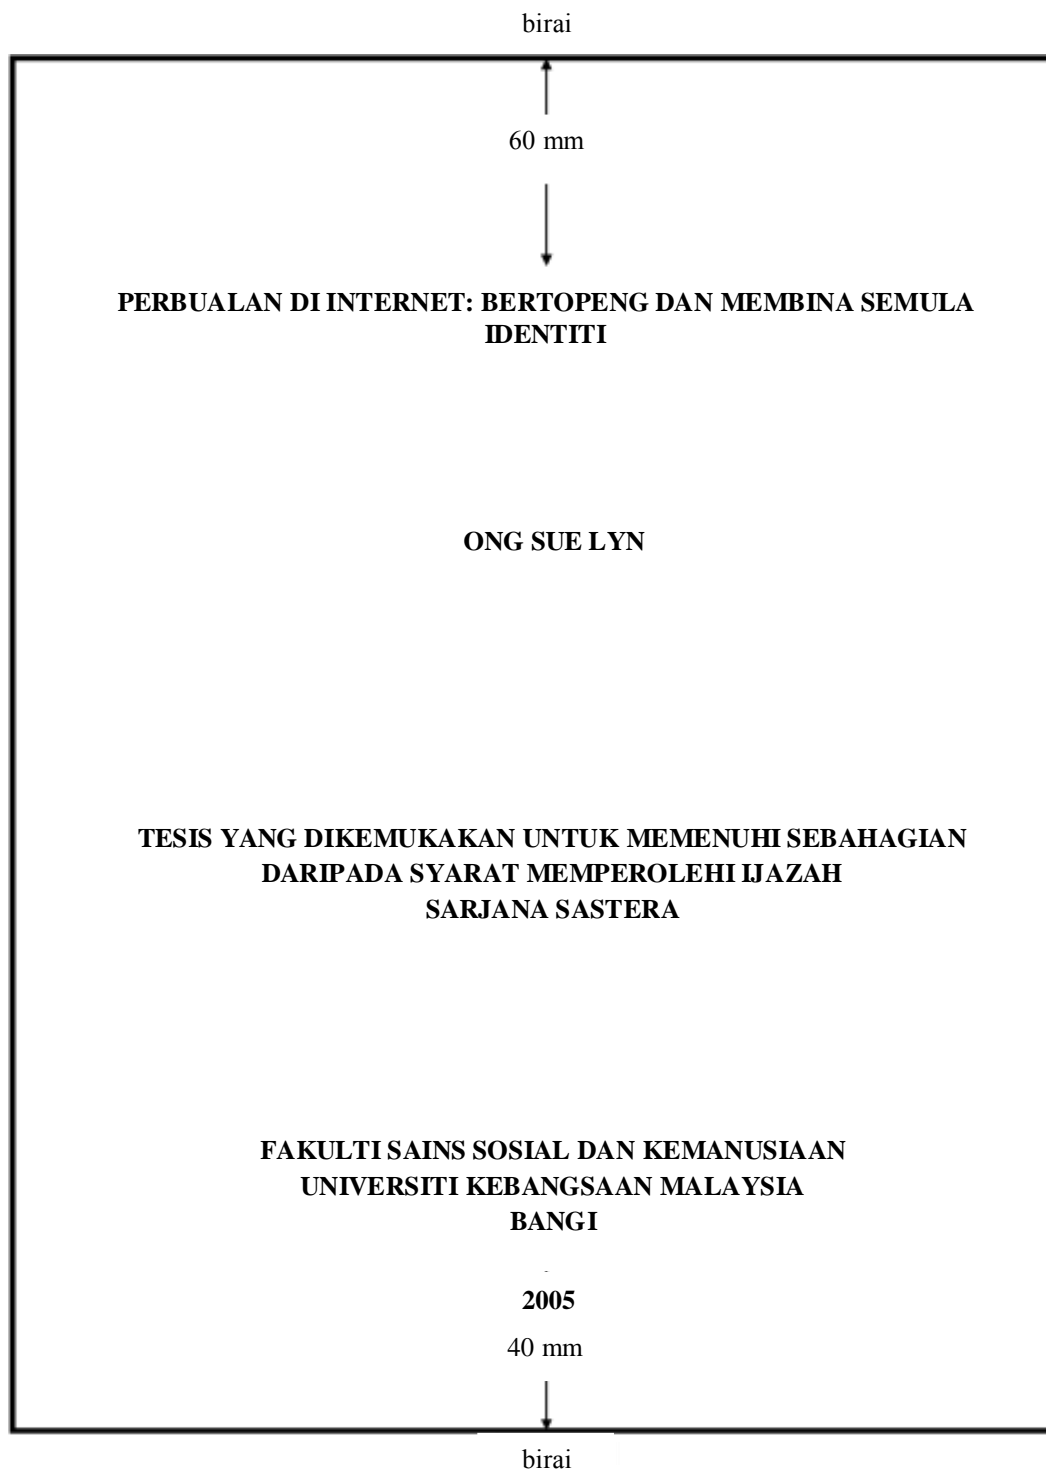 birai
60 mm
PERBUALAN DI INTERNET: BERTOPENG DAN MEMBINA SEMULA
IDENTITI
ONG SUE LYN
TESIS YANG DIKEMUKAKAN UNTUK MEMENUHI SEBAHAGIAN
DARIPADA SYARAT MEMPEROLEHI IJAZAH
SARJANA SASTERA
FAKULTI SAINS SOSIAL DAN KEMANUSIAAN
UNIVERSITI KEBANGSAAN MALAYSIA
BANGI
2005
40 mm
birai